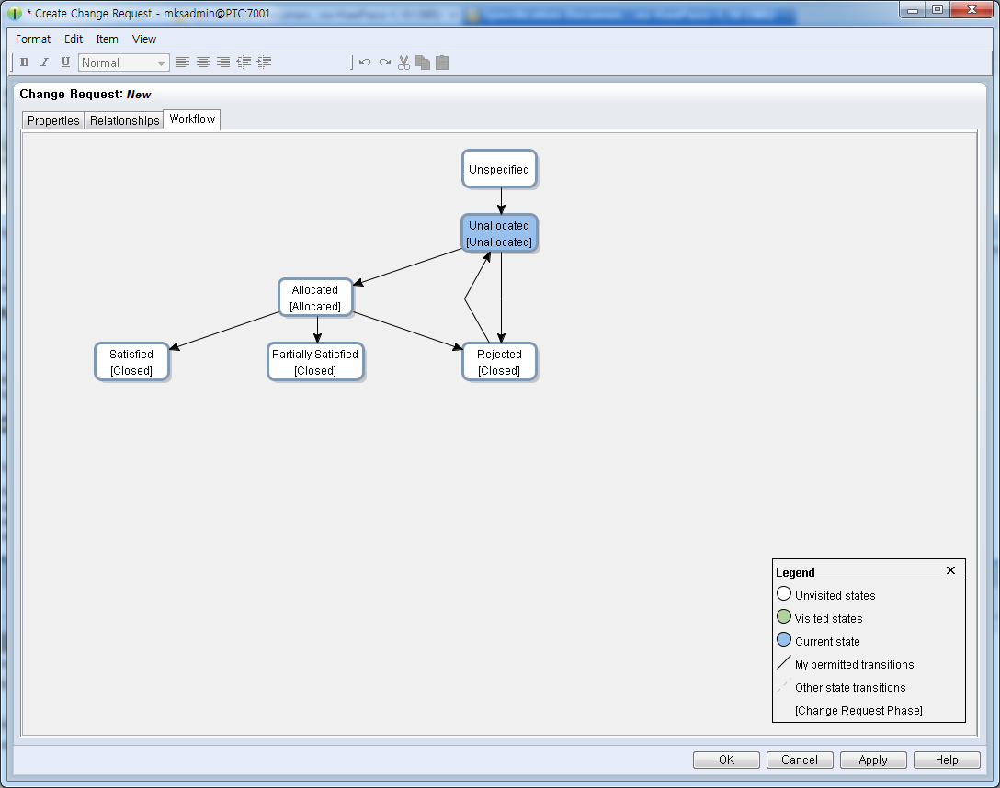 * Create Change Request - mksadmin@PTC:7001
Format Edit Item View
B I U Normal
Change Request: New
Properties Relationships Workflow
Unspecified
Unallocated
[Unallocated]
Allocated
[Allocated]
Satisfied
[Closed]
Partially Satisfied
[Closed]
Rejected
[Closed]
Legend
Unvisited states
Visited states
Current state
My permitted transitions
Other state transitions
[Change Request Phase]
OK Cancel Apply Help